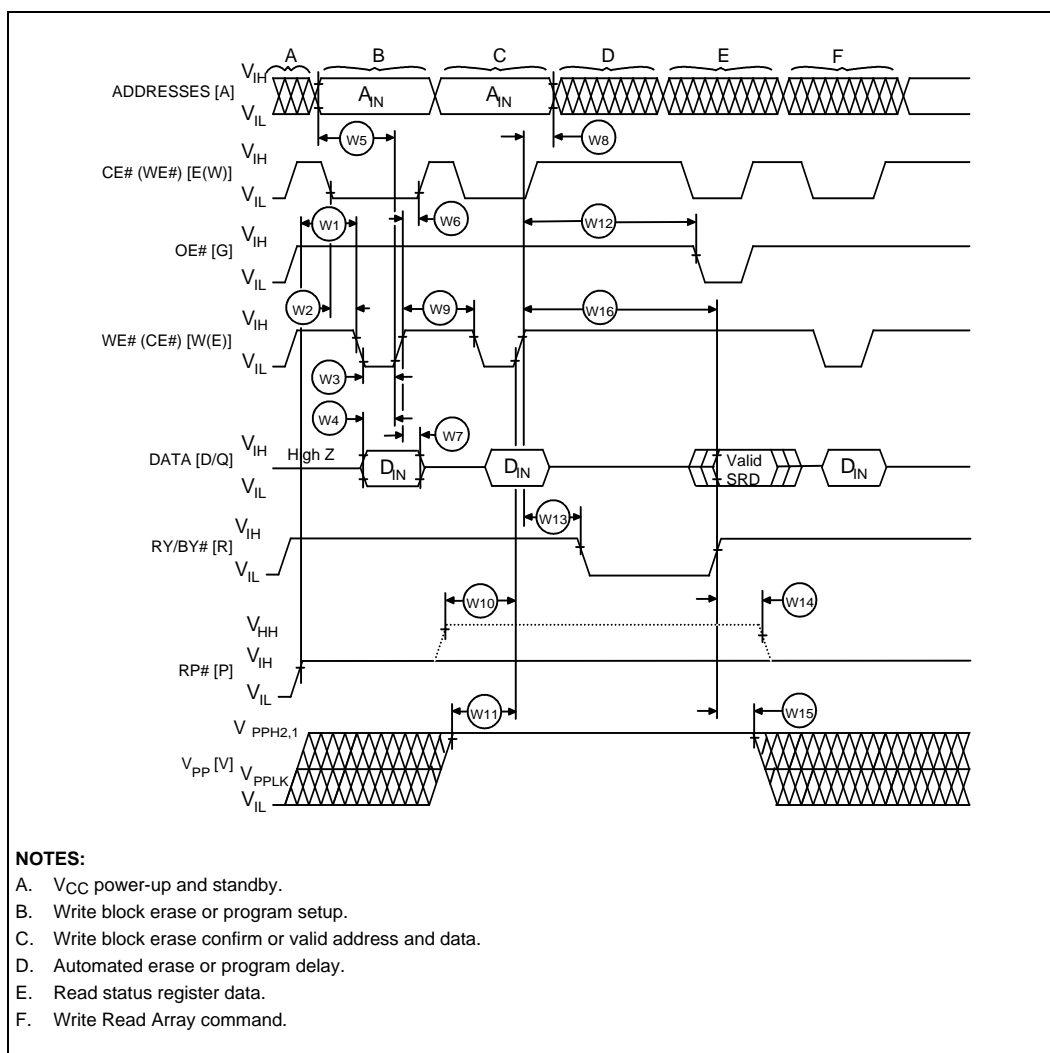 A B C D E F
V_IH
ADDRESSES [A] A_IN A_IN
V_IL
W5 W8
V_IH
CE# (WE#) [E(W)]
V_IL
W1 W6 W12
V_IH
OE# [G]
V_IL
W2 W9 W16
V_IH
WE# (CE#) [W(E)]
V_IL
W3
W4 W7
V_IH High Z
DATA [D/Q] D_IN D_IN Valid SRD D_IN
V_IL
W13
V_IH
RY/BY# [R]
V_IL
W10 W14
V_HH
V_IH
RP# [P]
V_IL
W11 W15
V_PPH2,1
V_PP [V] V_PPLK
V_IL
NOTES:
A. V_CC power-up and standby.
B. Write block erase or program setup.
C. Write block erase confirm or valid address and data.
D. Automated erase or program delay.
E. Read status register data.
F. Write Read Array command.